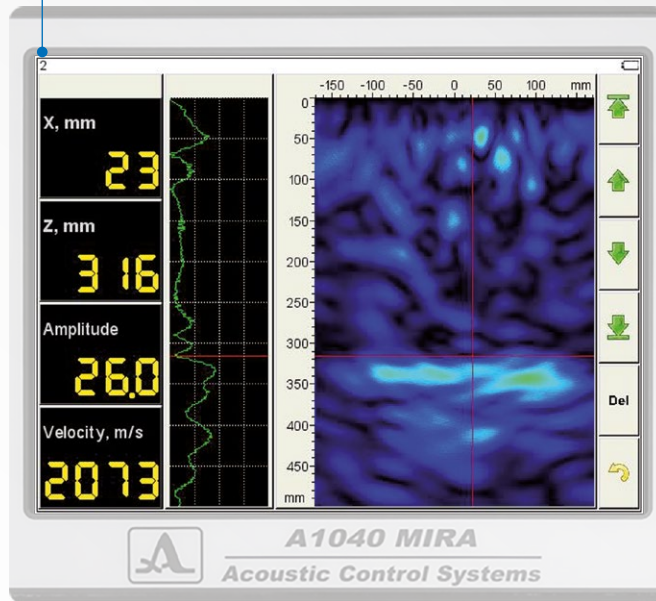 2
X, mm
23
Z, mm
316
Amplitude
26.0
Velocity, m/s
2073
-150 -100 -50 0 50 100 mm
0
50
100
150
200
250
300
350
400
450
mm
Del
A1040 MIRA
Acoustic Control Systems